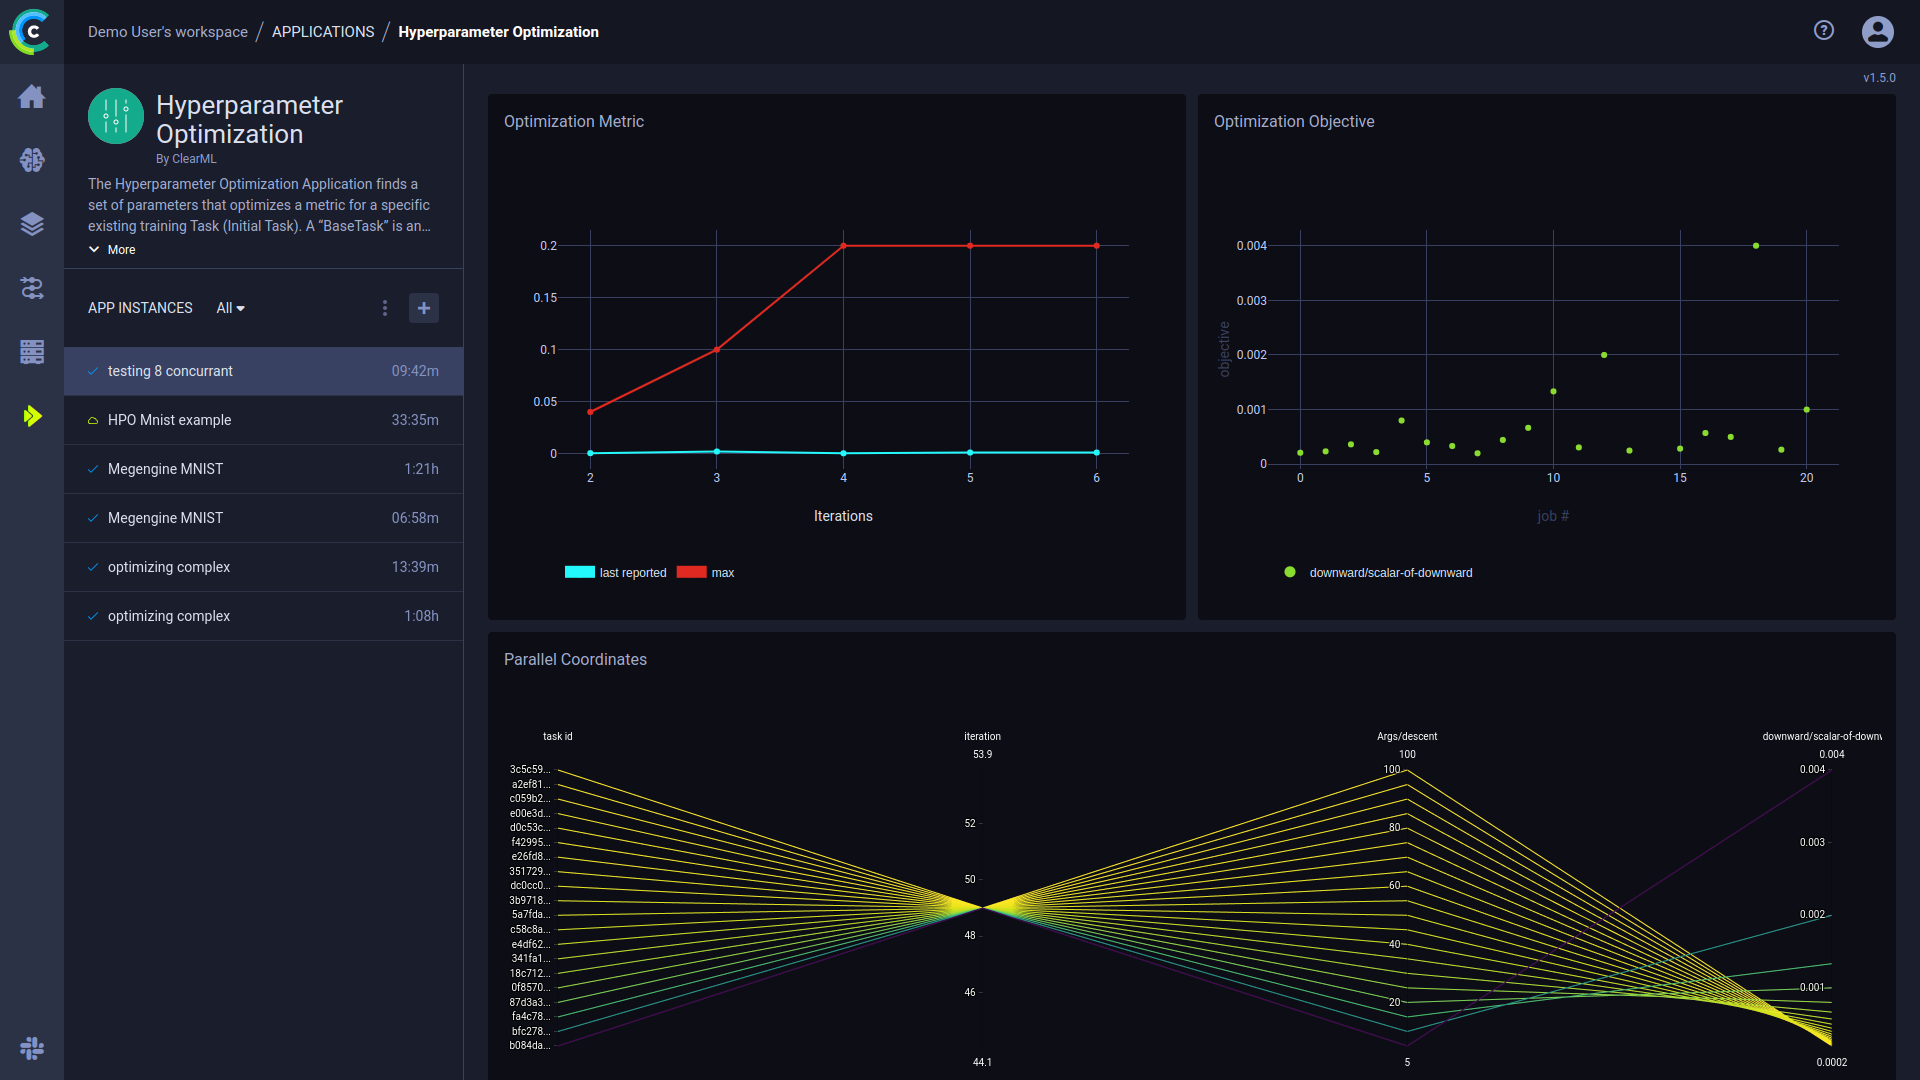 Demo User's workspace / APPLICATIONS / Hyperparameter Optimization
v1.5.0
Hyperparameter
Optimization
By ClearML
The Hyperparameter Optimization Application finds a
set of parameters that optimizes a metric for a specific
existing training Task (Initial Task). A “BaseTask” is an…
More
APP INSTANCES All
testing 8 concurrant 09:42m
HPO Mnist example 33:35m
Megengine MNIST 1:21h
Megengine MNIST 06:58m
optimizing complex 13:39m
optimizing complex 1:08h
Optimization Metric
0.2
0.15
0.1
0.05
0
2 3 4 5 6
Iterations
last reported max
Optimization Objective
objective
0.004
0.003
0.002
0.001
0
0 5 10 15 20
job #
downward/scalar-of-downward
Parallel Coordinates
task id
3c5c59...
a2ef81...
c059b2...
e00e3d...
d0c53c...
f42995...
e26fd8...
351729...
dc0cc0...
3b9718...
5a7fda...
c58c8a...
e4df62...
341fa1...
18c712...
0f8570...
87d3a3...
fa4c78...
bfc278...
b084da...
iteration
53.9
52
50
48
46
44.1
Args/descent
100
100
80
60
40
20
5
downward/scalar-of-downw
0.004
0.004
0.003
0.002
0.001
0.0002